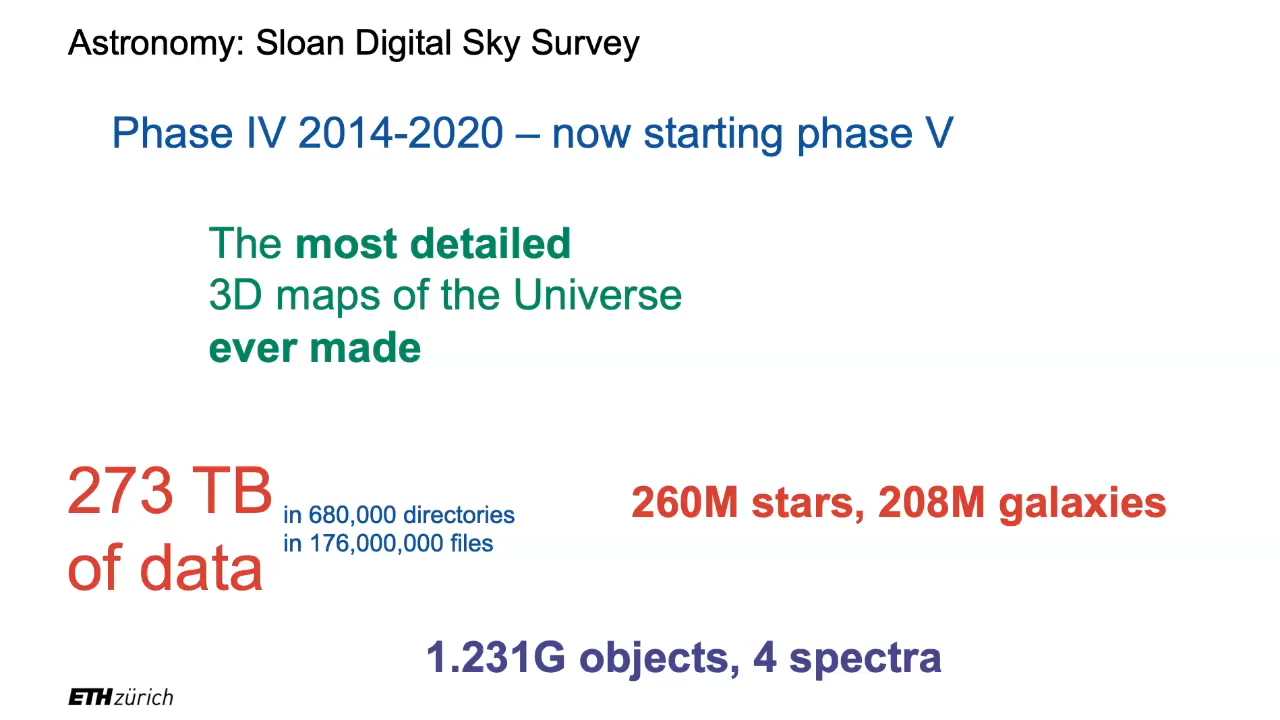 Astronomy: Sloan Digital Sky Survey
Phase IV 2014-2020 – now starting phase V
The most detailed
3D maps of the Universe
ever made
273 TB
of data
in 680,000 directories
in 176,000,000 files
260M stars, 208M galaxies
1.231G objects, 4 spectra
ETH zürich